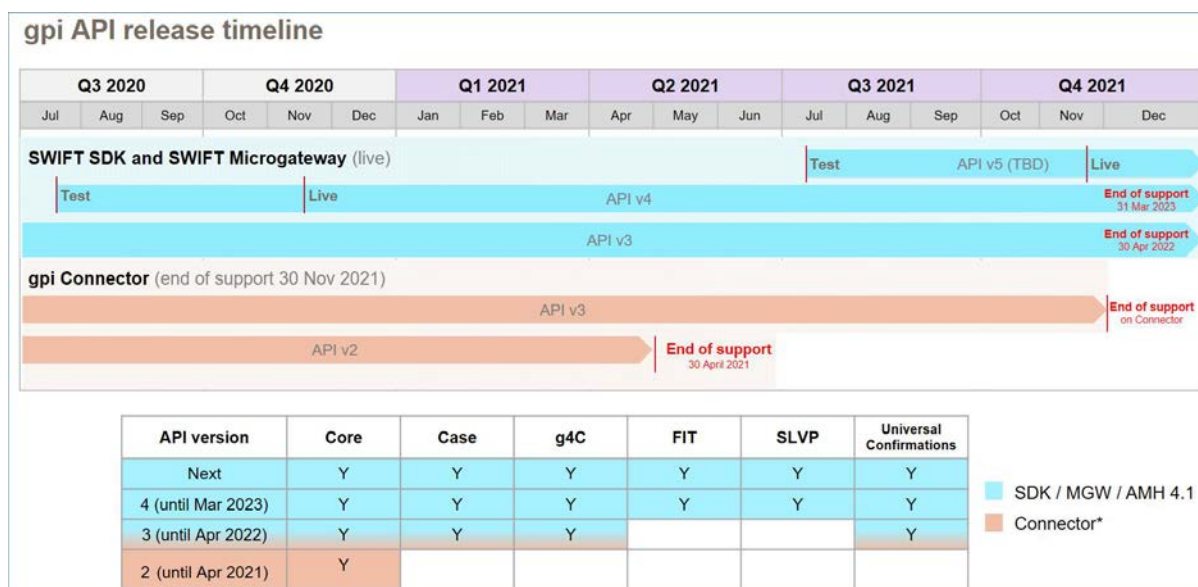 gpi API release timeline
Q3 2020 Q4 2020 Q1 2021 Q2 2021 Q3 2021 Q4 2021
Jul Aug Sep Oct Nov Dec Jan Feb Mar Apr May Jun Jul Aug Sep Oct Nov Dec
SWIFT SDK and SWIFT Microgateway (live)
Test API v5 (TBD) Live
Test Live API v4 End of support
31 Mar 2023
API v3 End of support
30 Apr 2022
gpi Connector (end of support 30 Nov 2021)
API v3 End of support
on Connector
API v2 End of support
30 April 2021
API version Core Case g4C FIT SLVP Universal
Confirmations
Next Y Y Y Y Y Y
4 (until Mar 2023) Y Y Y Y Y Y
3 (until Apr 2022) Y Y Y Y
2 (until Apr 2021) Y
SDK / MGW / AMH 4.1
Connector*